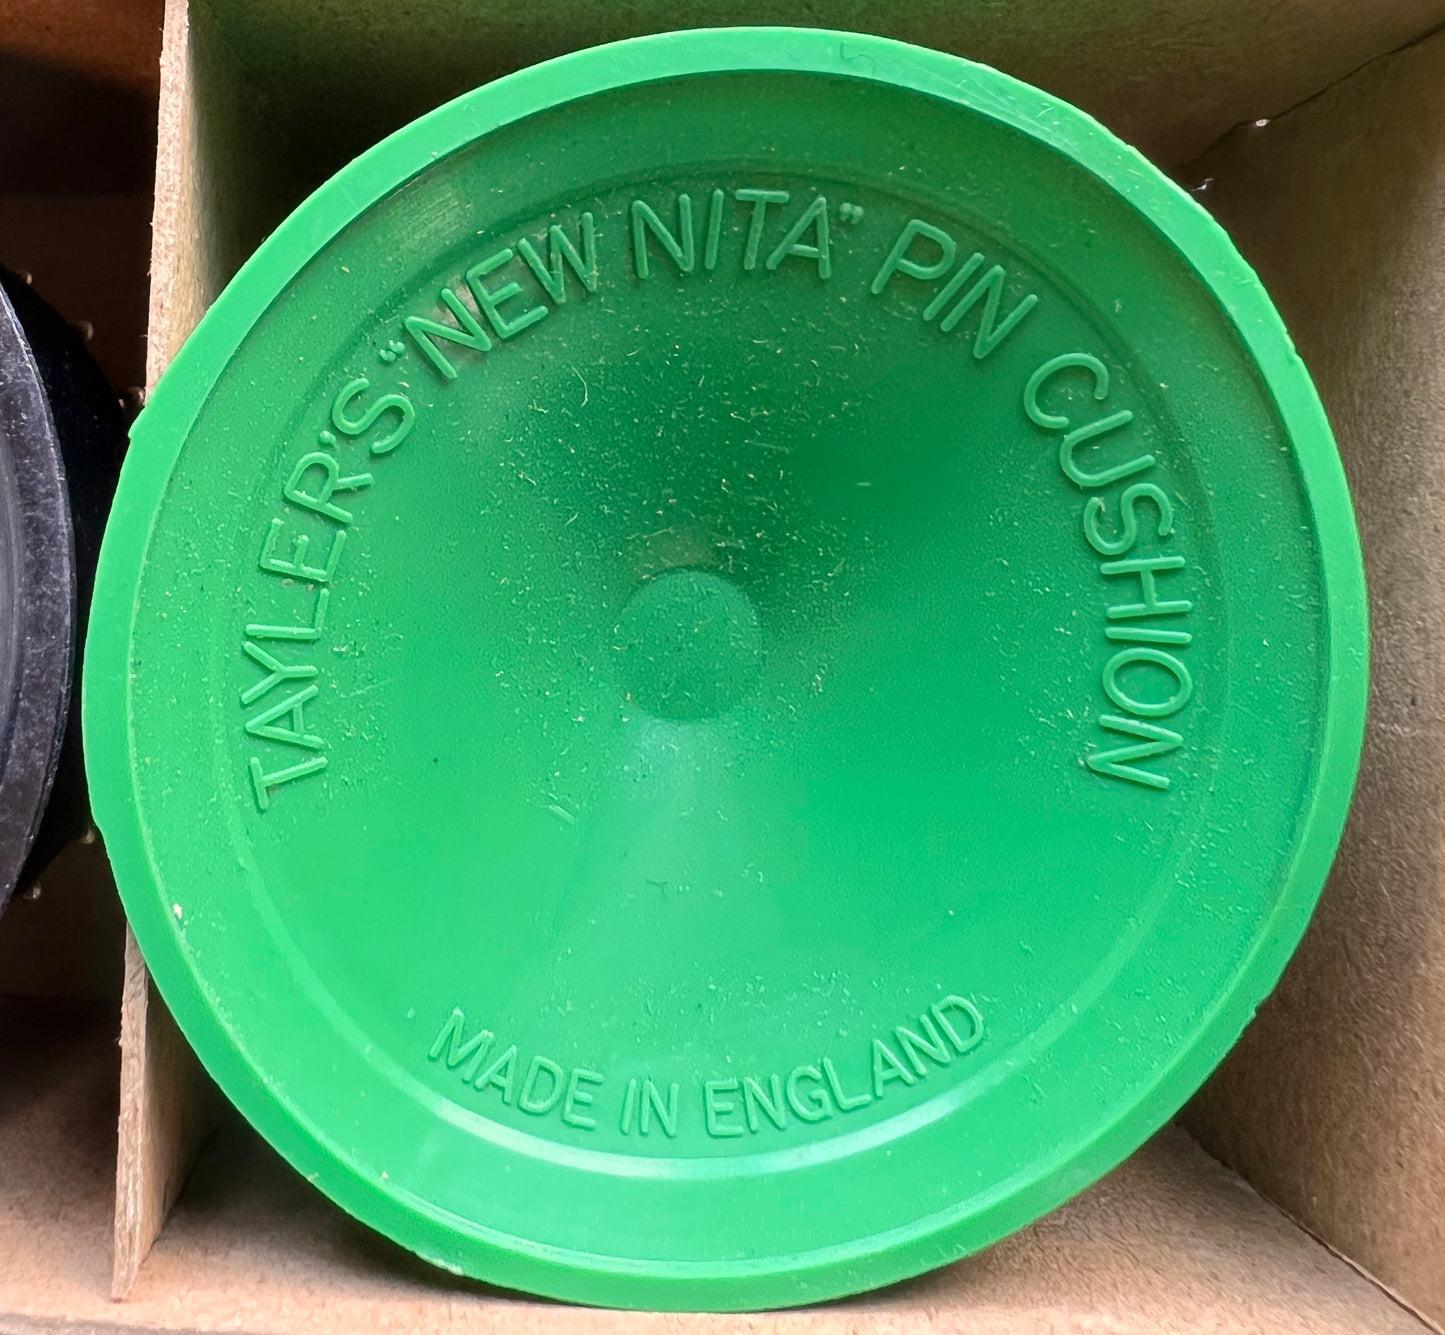 TAYLER'S "NEW NITA" PIN CUSHION
MADE IN ENGLAND